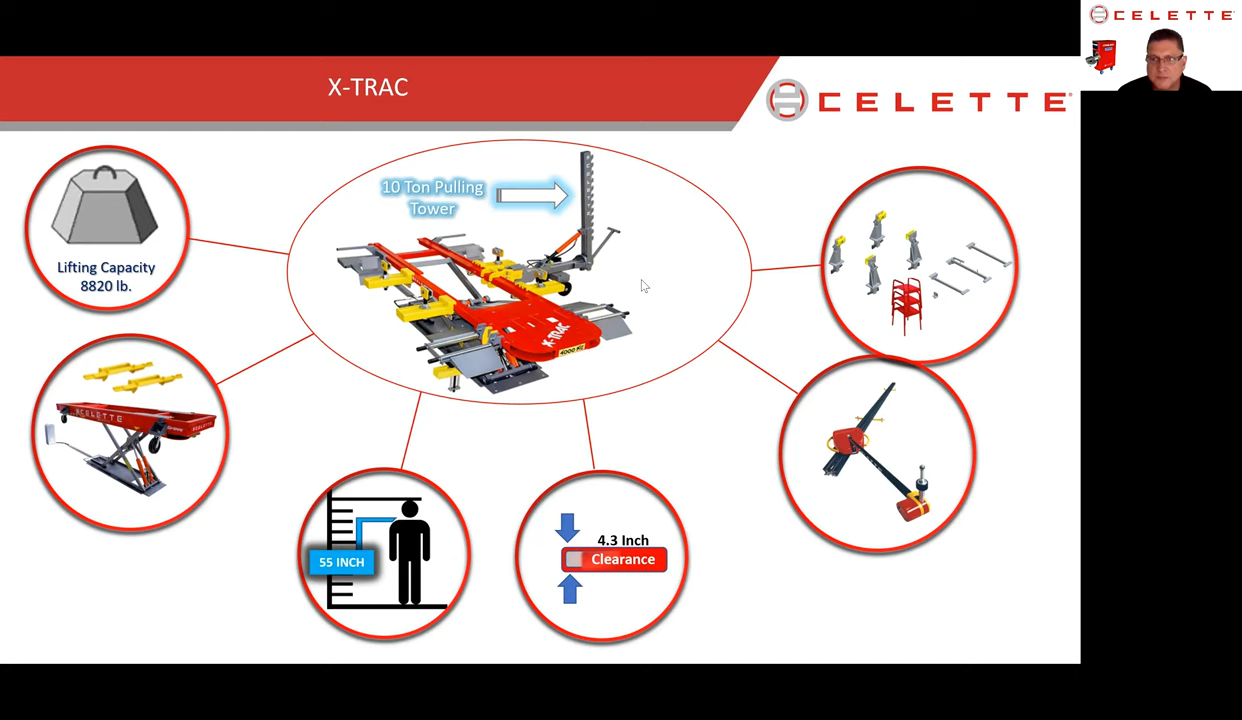 X-TRAC
CELETTE
CELETTE
10 Ton Pulling
Tower
Lifting Capacity
8820 lb.
X-TRAC
4000 KG
CELETTE
55 INCH
4.3 Inch
Clearance